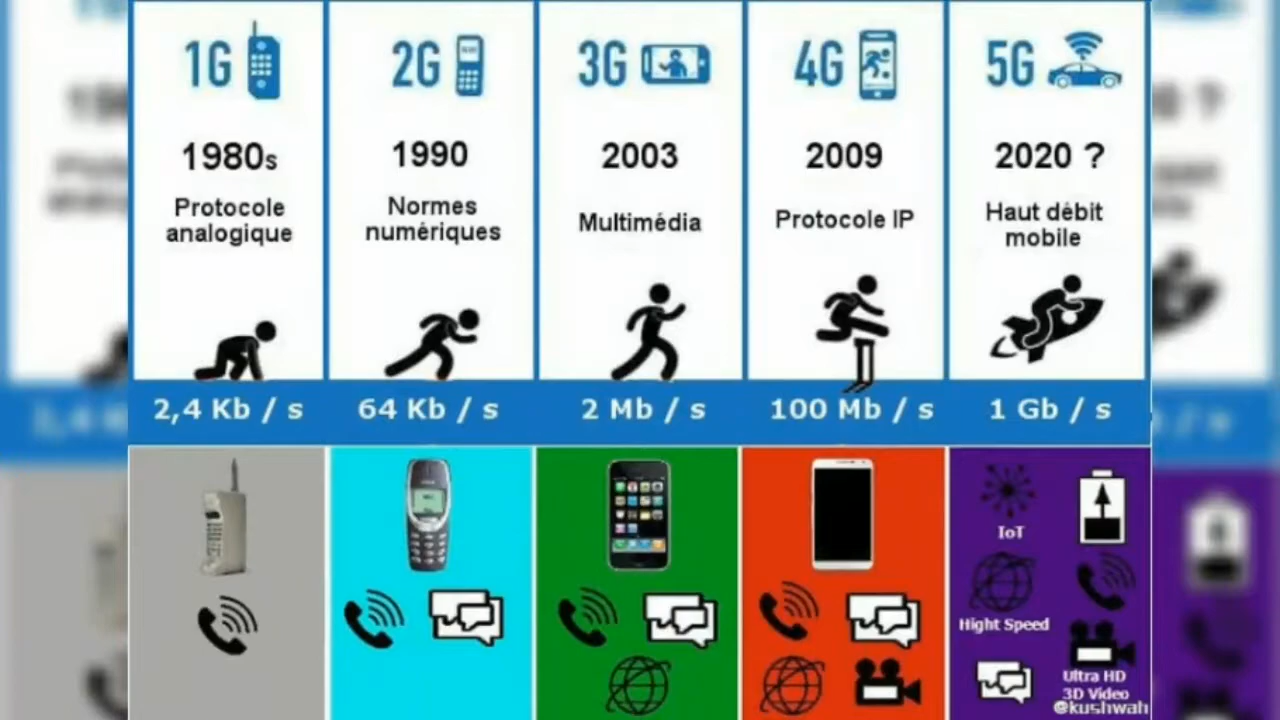 1G
2G
3G
4G
5G
1980s
1990
2003
2009
2020 ?
Protocole
analogique
Normes
numériques
Multimédia
Protocole IP
Haut débit
mobile
2,4 Kb / s
64 Kb / s
2 Mb / s
100 Mb / s
1 Gb / s
IoT
Hight Speed
Ultra HD
3D Video
@kushwah